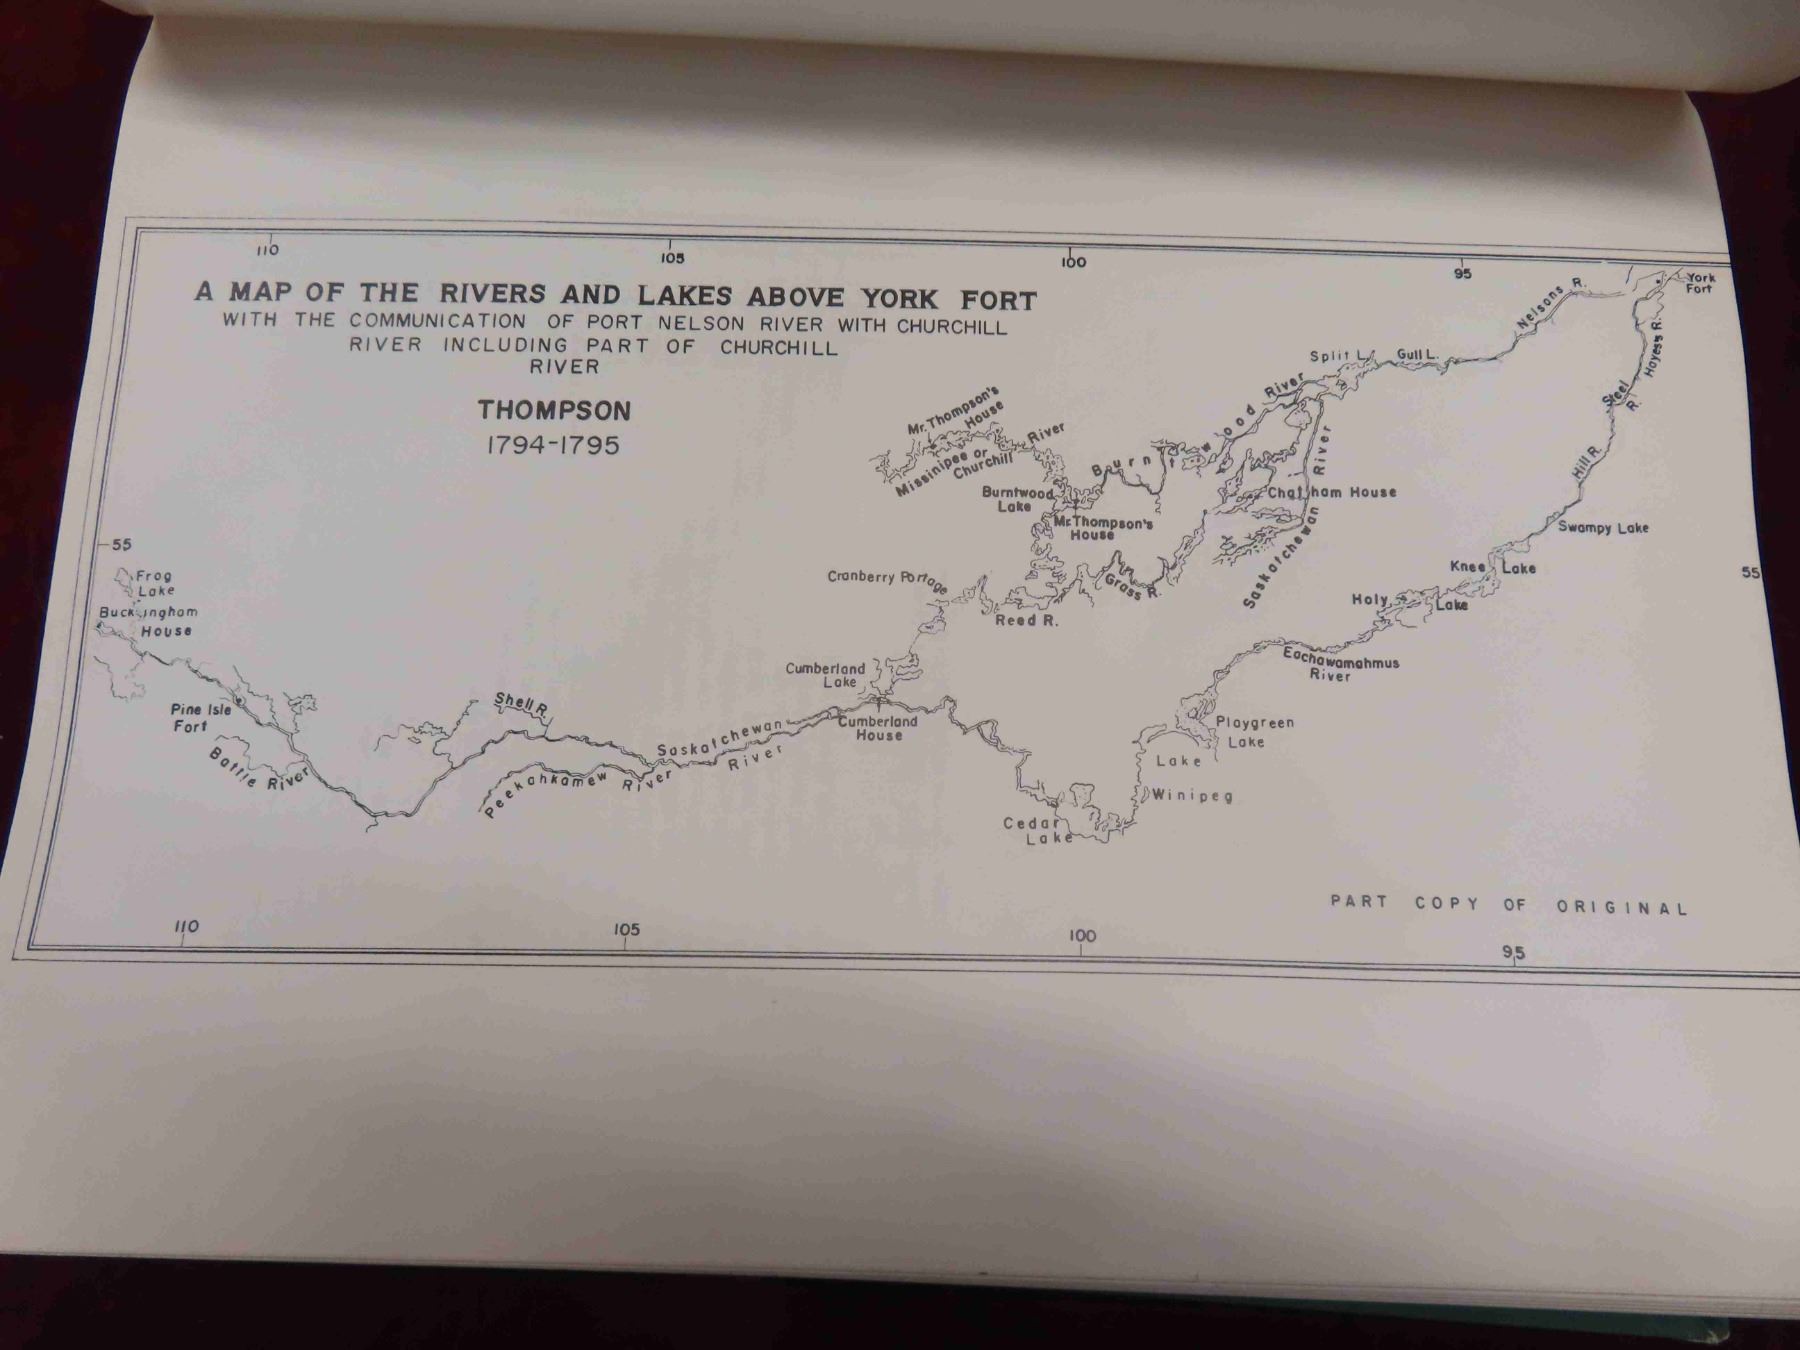 110
105
100
95
A MAP OF THE RIVERS AND LAKES ABOVE YORK FORT
WITH THE COMMUNICATION OF PORT NELSON RIVER WITH CHURCHILL
RIVER INCLUDING PART OF CHURCHILL
RIVER
THOMPSON
1794-1795
York
Fort
Nelsons R.
Hayess R.
Steel
R.
Hill R.
Swampy Lake
Knee Lake
Holy Lake
Split L.
Gull L.
Burntwood River
Mr. Thompson's
House
Missinipee or
Churchill
River
Burntwood
Lake
Mr. Thompson's
House
Chatham House
Saskatchewan River
Grass R.
Cranberry Portage
Reed R.
55
55
Frog
Lake
Buckingham
House
Pine Isle
Fort
Battle River
Shell R.
Peekahkamew River
Saskatchewan
River
Cumberland
Lake
Cumberland
House
Eachawamahmus
River
Playgreen
Lake
Lake
Winipeg
Cedar
Lake
PART COPY OF ORIGINAL
110
105
100
95